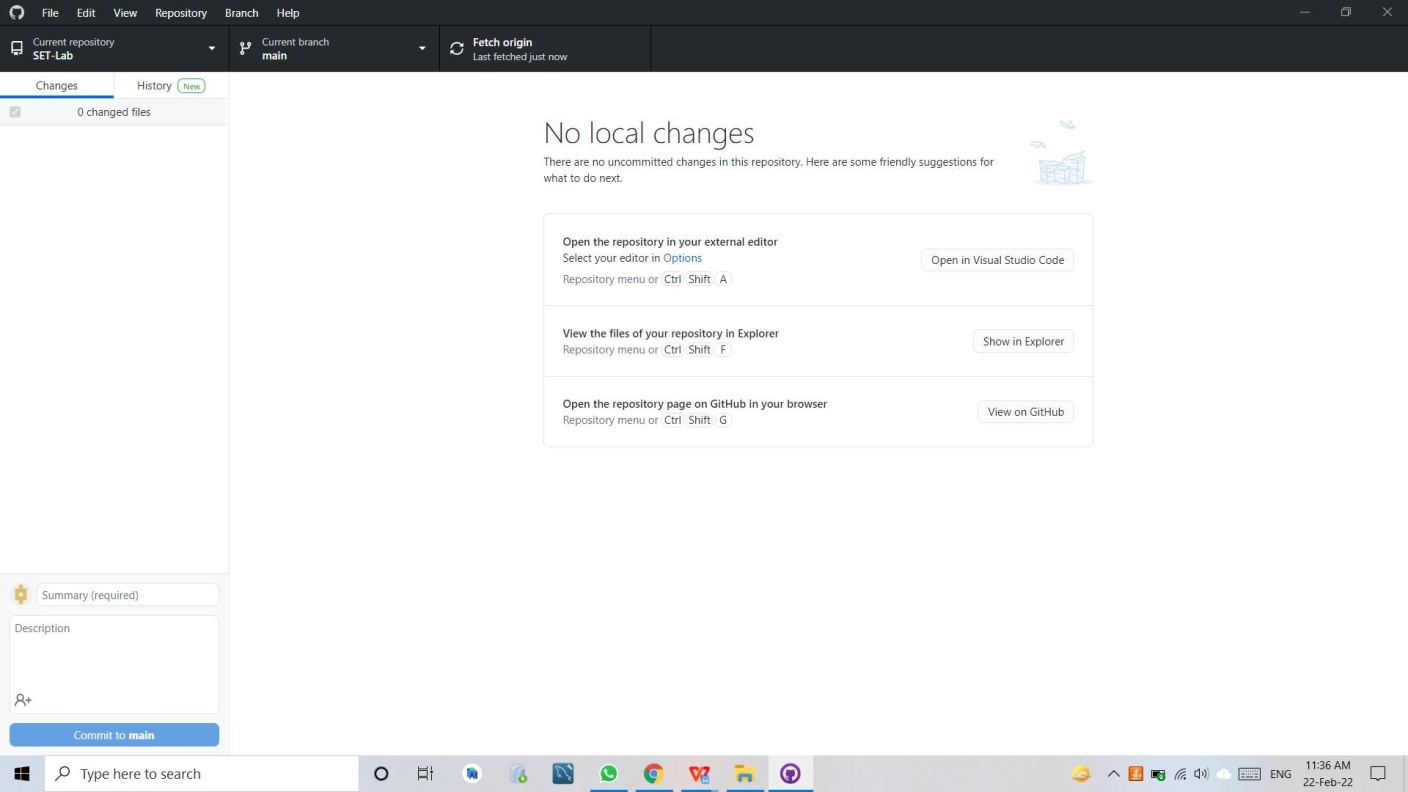 File Edit View Repository Branch Help
Current repository
SET-Lab
Current branch
main
Fetch origin
Last fetched just now
Changes
History New
0 changed files
No local changes
There are no uncommitted changes in this repository. Here are some friendly suggestions for
what to do next.
Open the repository in your external editor
Select your editor in Options
Repository menu or Ctrl Shift A
Open in Visual Studio Code
View the files of your repository in Explorer
Repository menu or Ctrl Shift F
Show in Explorer
Open the repository page on GitHub in your browser
Repository menu or Ctrl Shift G
View on GitHub
Summary (required)
Description
Commit to main
Type here to search
ENG
11:36 AM
22-Feb-22